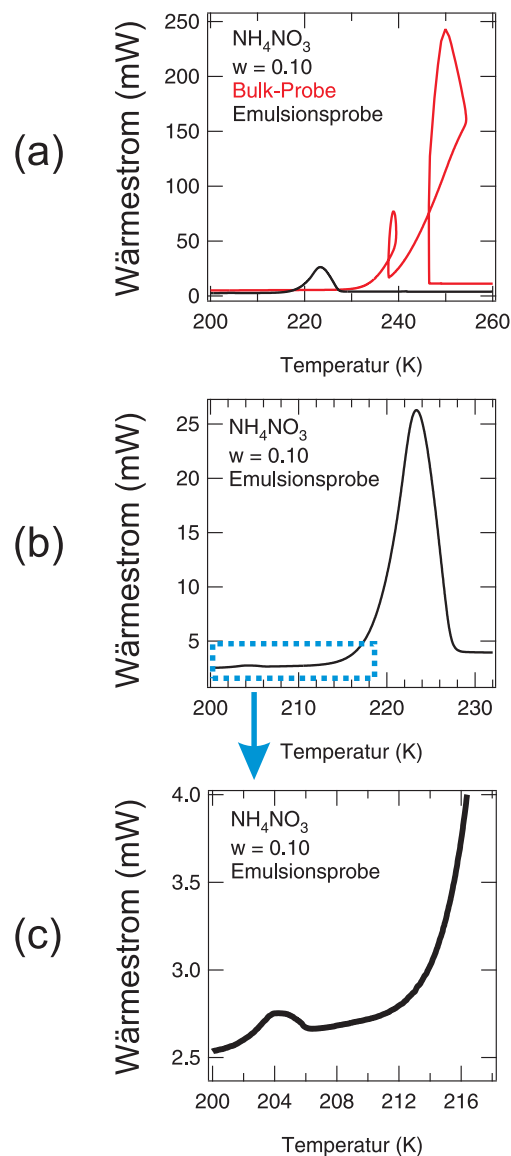 (a)
Wärmestrom (mW)
250
200
150
100
50
0
NH₄NO₃
w = 0.10
Bulk-Probe
Emulsionsprobe
200 220 240 260
Temperatur (K)
(b)
Wärmestrom (mW)
25
20
15
10
5
NH₄NO₃
w = 0.10
Emulsionsprobe
200 210 220 230
Temperatur (K)
(c)
Wärmestrom (mW)
4.0
3.5
3.0
2.5
NH₄NO₃
w = 0.10
Emulsionsprobe
200 204 208 212 216
Temperatur (K)